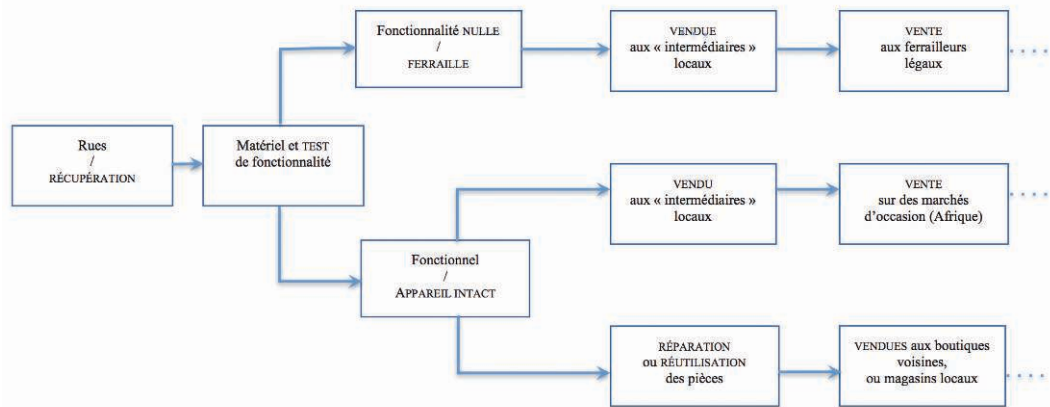 Fonctionnalité NULLE
/
FERRAILLE
VENDUE
aux « intermédiaires »
locaux
VENTE
aux ferrailleurs
légaux
Rues
/
RÉCUPÉRATION
Matériel et TEST
de fonctionnalité
VENDU
aux « intermédiaires »
locaux
VENTE
sur des marchés
d’occasion (Afrique)
Fonctionnel
/
APPAREIL INTACT
RÉPARATION
ou RÉUTILISATION
des pièces
VENDUES aux boutiques
voisines,
ou magasins locaux